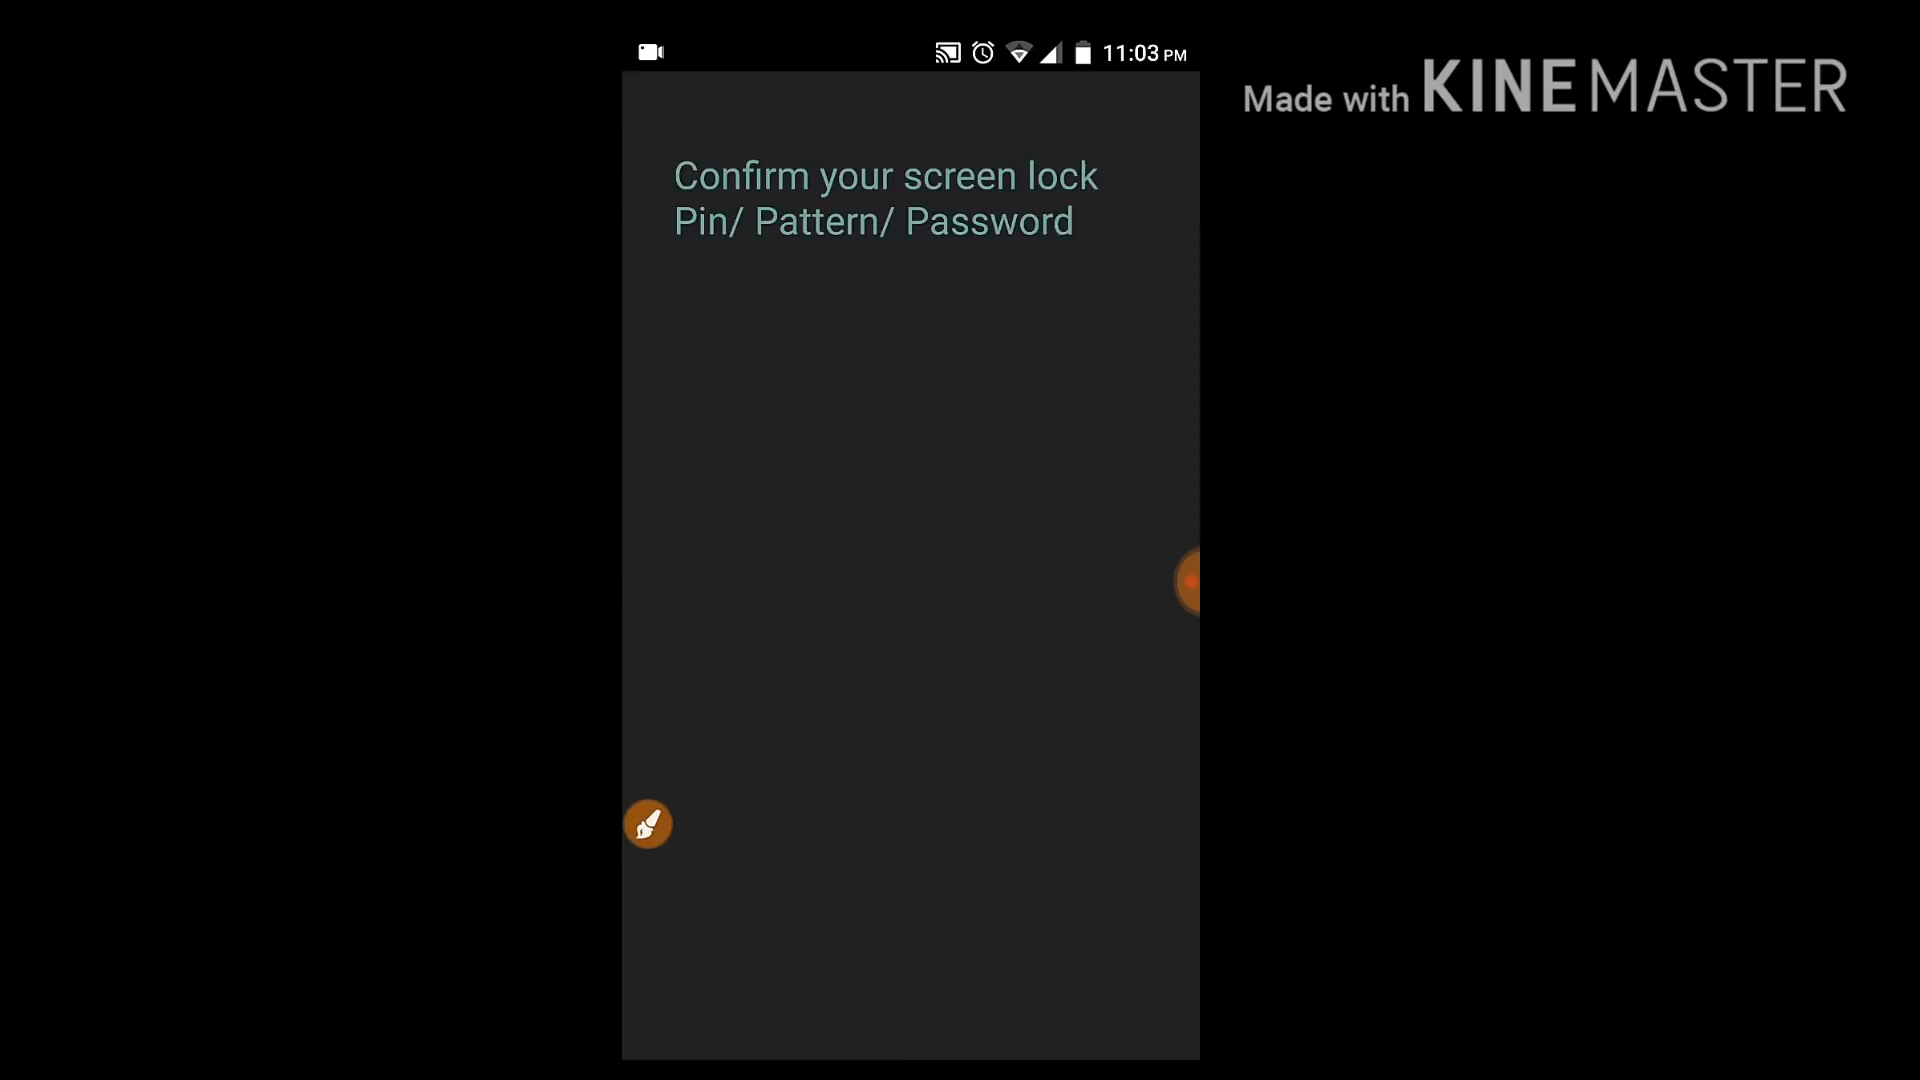 11:03 PM
Made with KINEMASTER
Confirm your screen lock
Pin/ Pattern/ Password